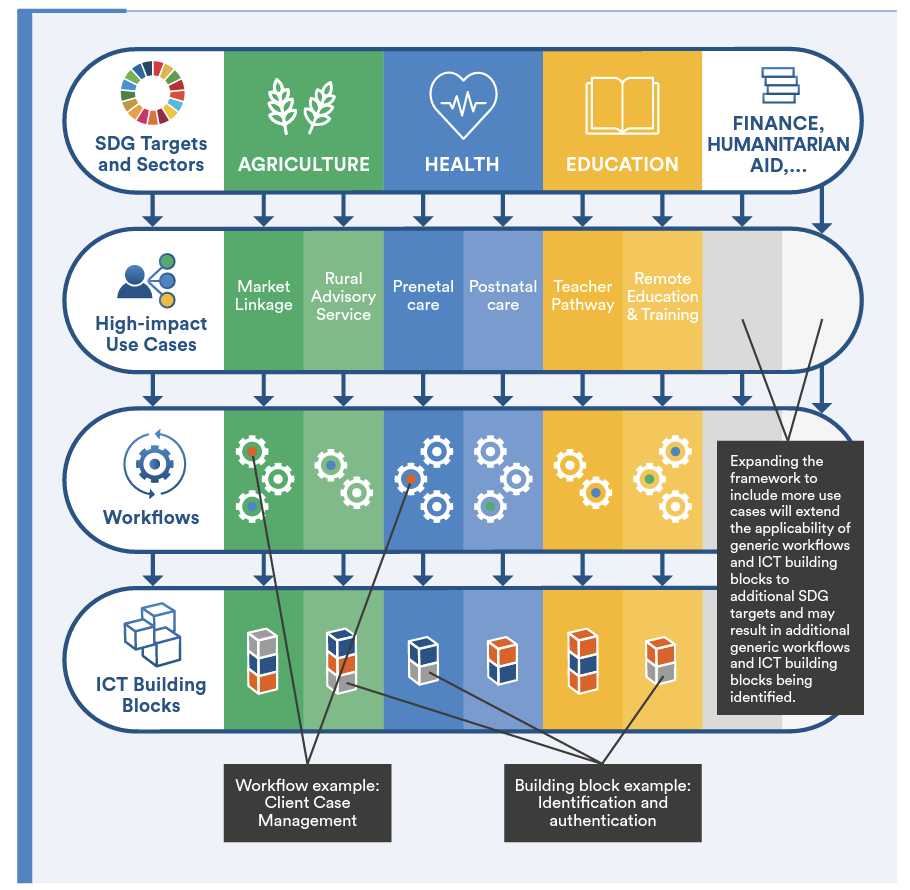 SDG Targets
and Sectors
AGRICULTURE
HEALTH
EDUCATION
FINANCE,
HUMANITARIAN
AID,...
High-impact
Use Cases
Market
Linkage
Rural
Advisory
Service
Prenetal
care
Postnatal
care
Teacher
Pathway
Remote
Education
& Training
Workflows
Expanding the
framework to
include more use
cases will extend
the applicability of
generic workflows
and ICT building
blocks to
additional SDG
targets and may
result in additional
generic workflows
and ICT building
blocks being
identified.
ICT Building
Blocks
Workflow example:
Client Case
Management
Building block example:
Identification and
authentication